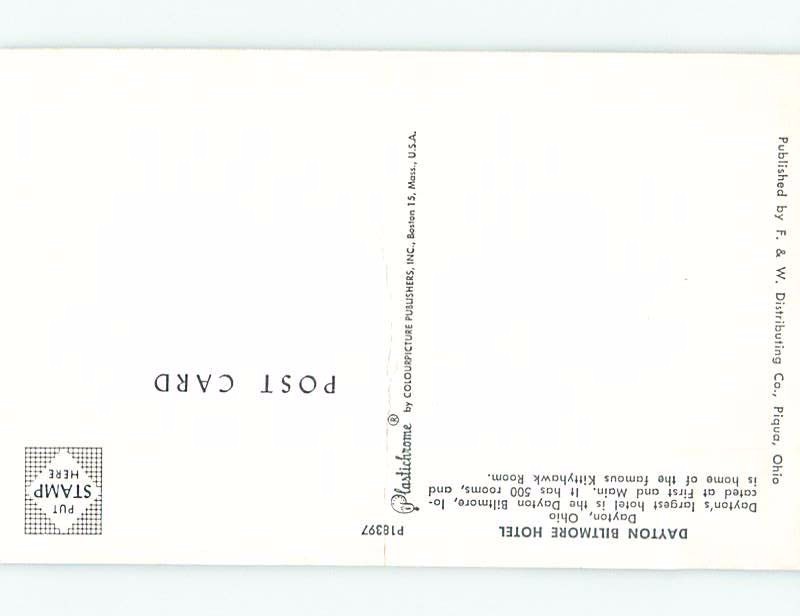 DAYTON BILTMORE HOTEL
Dayton, Ohio
Dayton's largest hotel is the Dayton Biltmore, lo-
cated at First and Main. It has 500 rooms, and
is home of the famous Kittyhawk Room.
Published by F. & W. Distributing Co., Piqua, Ohio
Plastichrome ® by COLOURPICTURE PUBLISHERS, INC., Boston 15, Mass., U.S.A.
P18397
POST CARD
PUT
STAMP
HERE